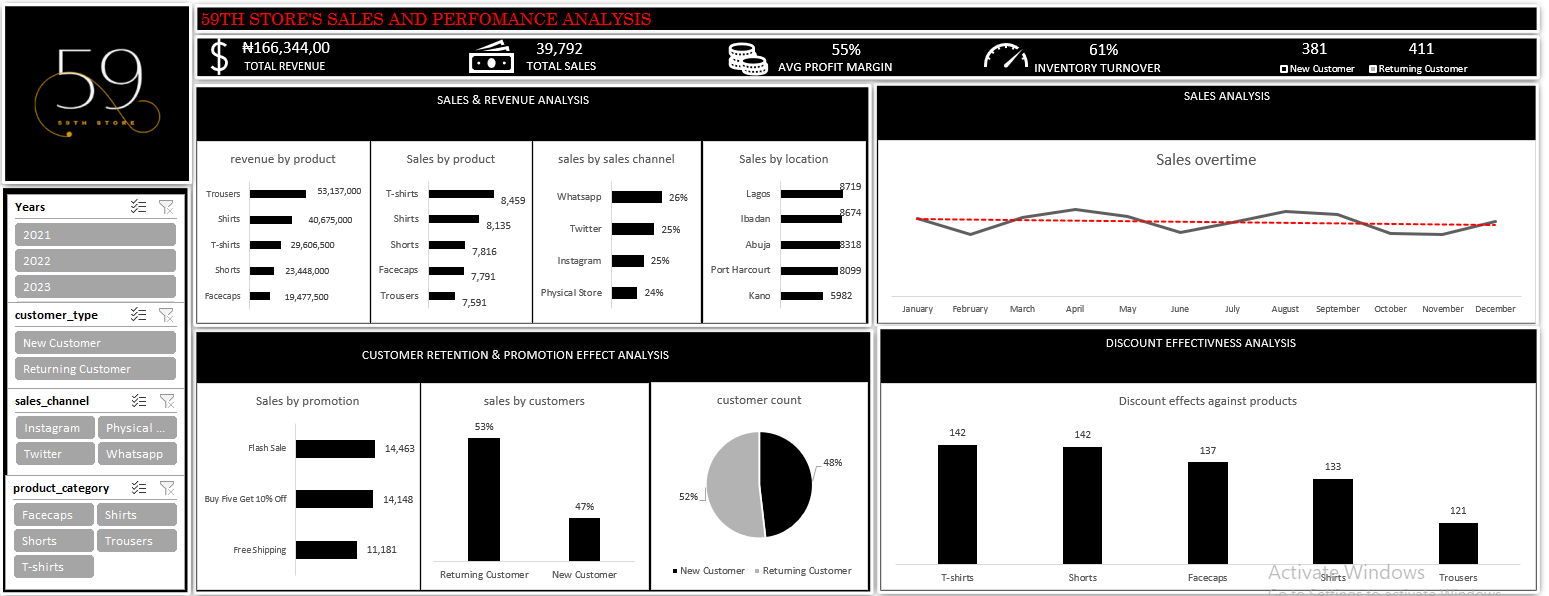 59
59TH STORE
59TH STORE'S SALES AND PERFOMANCE ANALYSIS
₦166,344,00
TOTAL REVENUE
39,792
TOTAL SALES
55%
AVG PROFIT MARGIN
61%
INVENTORY TURNOVER
381
411
New Customer
Returning Customer
Years
2021
2022
2023
customer_type
New Customer
Returning Customer
sales_channel
Instagram
Physical ...
Twitter
Whatsapp
product_category
Facecaps
Shirts
Shorts
Trousers
T-shirts
SALES & REVENUE ANALYSIS
revenue by product
Trousers 53,137,000
Shirts 40,675,000
T-shirts 29,606,500
Shorts 23,448,000
Facecaps 19,477,500
Sales by product
T-shirts 8,459
Shirts 8,135
Shorts 7,816
Facecaps 7,791
Trousers 7,591
sales by sales channel
Whatsapp 26%
Twitter 25%
Instagram 25%
Physical Store 24%
Sales by location
Lagos 8719
Ibadan 8674
Abuja 8318
Port Harcourt 8099
Kano 5982
SALES ANALYSIS
Sales overtime
January February March April May June July August September October November December
CUSTOMER RETENTION & PROMOTION EFFECT ANALYSIS
Sales by promotion
Flash Sale 14,463
Buy Five Get 10% Off 14,148
Free Shipping 11,181
sales by customers
53%
47%
Returning Customer New Customer
customer count
48%
52%
New Customer Returning Customer
DISCOUNT EFFECTIVNESS ANALYSIS
Discount effects against products
142 142 137 133 121
T-shirts Shorts Facecaps Shirts Trousers
Activate Windows
Go to Settings to activate Windows.